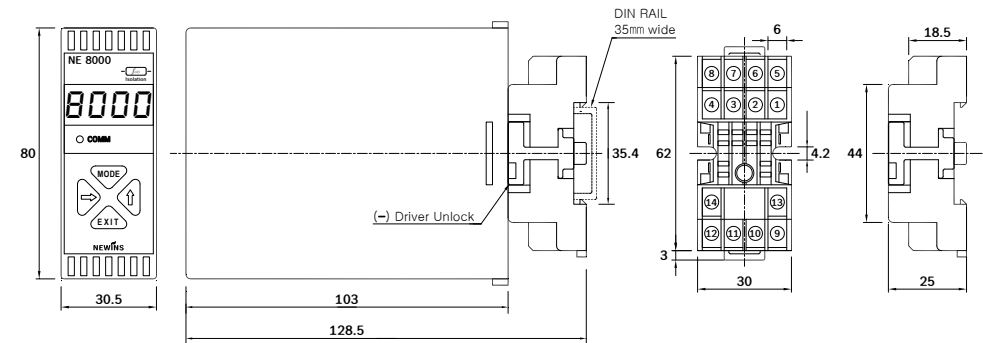 NE 8000
Isolation
8000
COMM
MODE
EXIT
NEWINS
80
30.5
103
128.5
(-) Driver Unlock
DIN RAIL
35mm wide
35.4
6
62
4.2
3
30
8 7 6 5
4 3 2 1
14 13
12 11 10 9
18.5
44
25